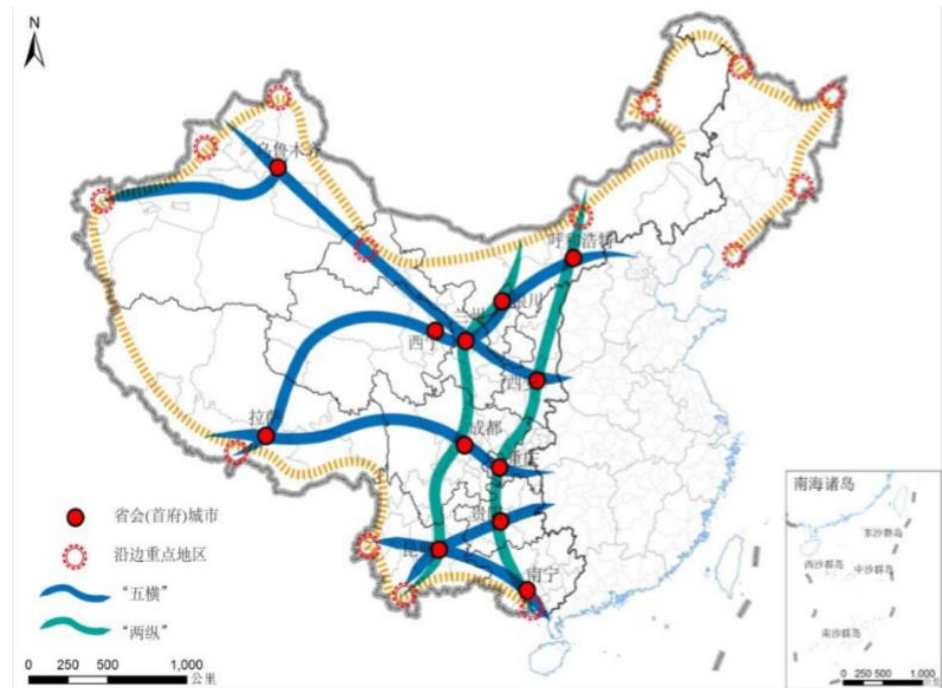 N
乌鲁木齐
呼和浩特
银川
兰州
西宁
西安
拉萨
成都
重庆
贵阳
昆明
南宁
省会(首府)城市
沿边重点地区
“五横”
“两纵”
0 250 500 1,000
公里
南海诸岛
东沙群岛
西沙群岛
中沙群岛
南沙群岛
0 250 500 1,000
公里